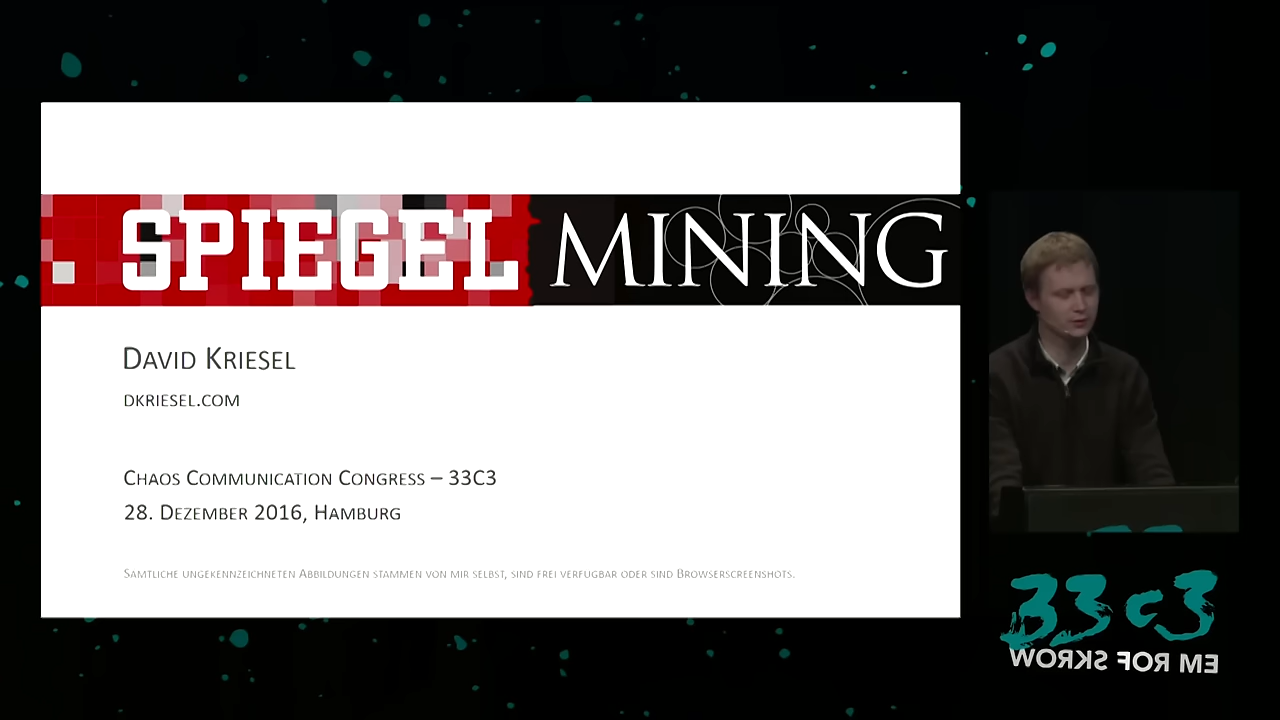 SPIEGEL MINING
DAVID KRIESEL
DKRIESEL.COM
CHAOS COMMUNICATION CONGRESS – 33C3
28. DEZEMBER 2016, HAMBURG
SÄMTLICHE UNGEKENNZEICHNETEN ABBILDUNGEN STAMMEN VON MIR SELBST, SIND FREI VERFÜGBAR ODER SIND BROWSERSCREENSHOTS.
33C3
WORKS FOR ME